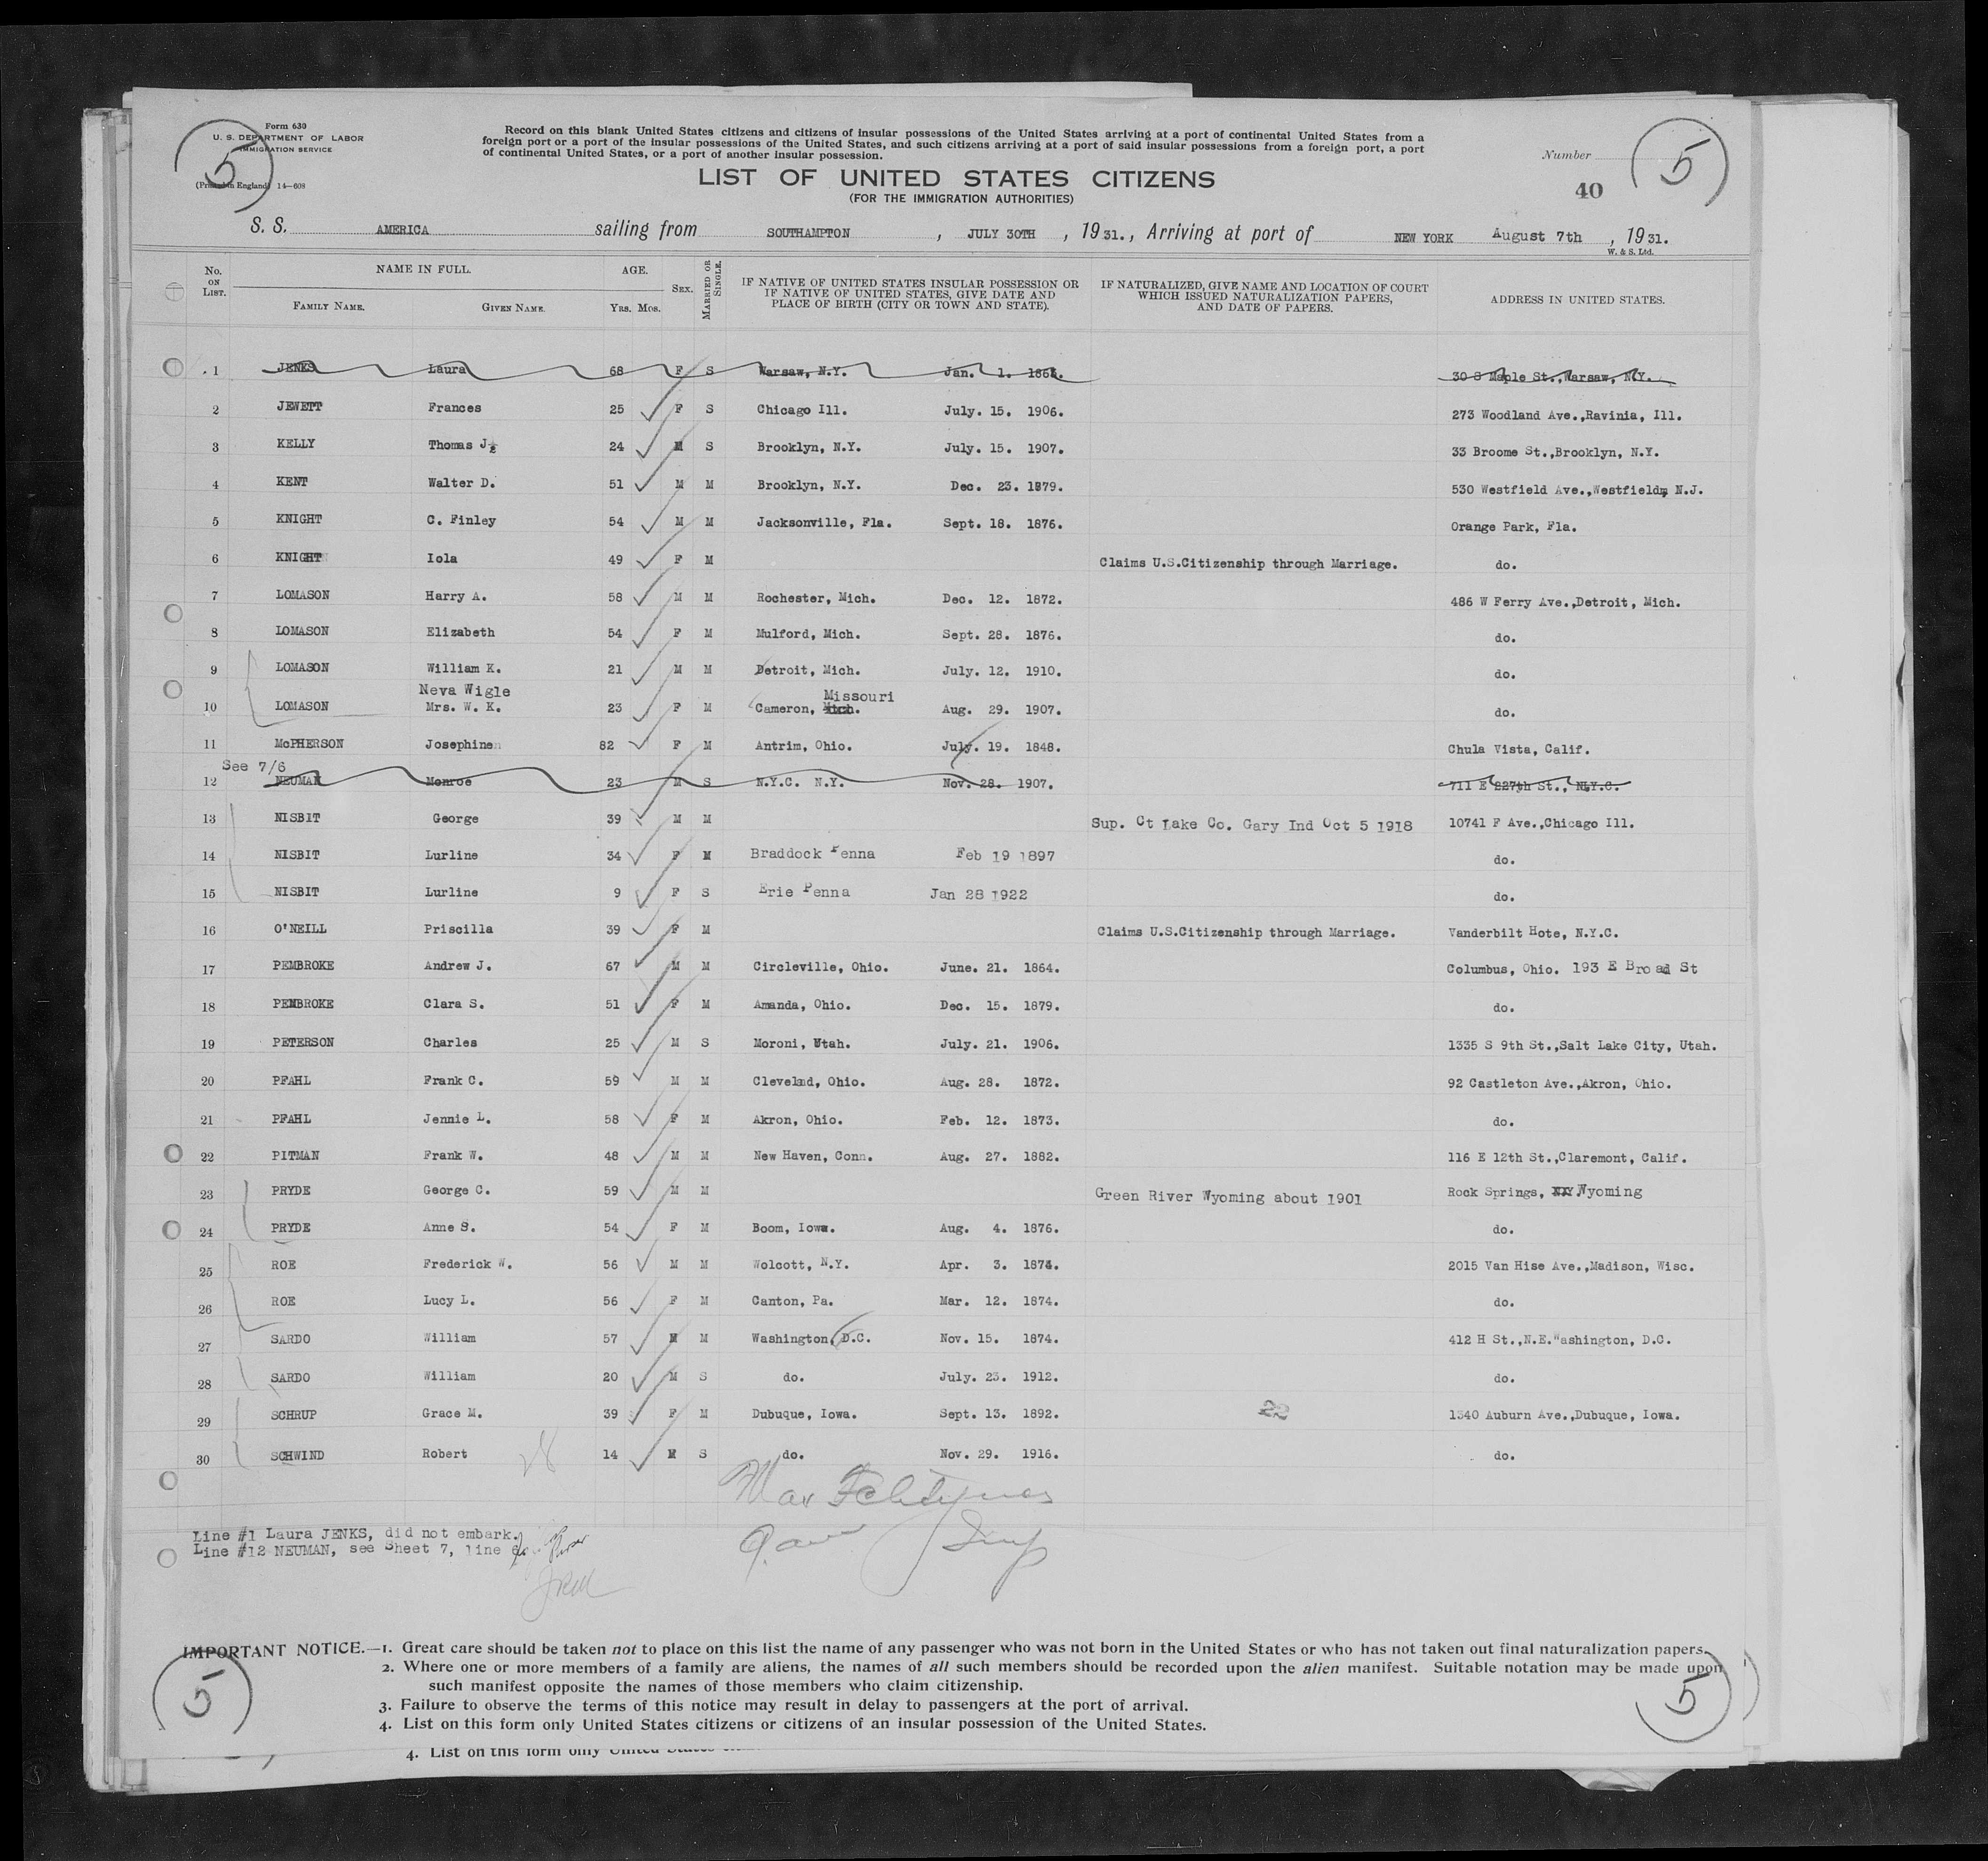 Form 630
U. S. DEPARTMENT OF LABOR
IMMIGRATION SERVICE
(Printed in England) 14—608
5
Record on this blank United States citizens and citizens of insular possessions of the United States arriving at a port of continental United States from a
foreign port or a port of the insular possessions of the United States, and such citizens arriving at a port of said insular possessions from a foreign port, a port
of continental United States, or a port of another insular possession.
LIST OF UNITED STATES CITIZENS
(FOR THE IMMIGRATION AUTHORITIES)
Number
40
5
S. S. AMERICA sailing from SOUTHAMPTON , JULY 30TH , 1931., Arriving at port of NEW YORK August 7th , 1931.
W. & S. Ltd.
No. ON LIST. NAME IN FULL. FAMILY NAME. GIVEN NAME. AGE. YRS. MOS. SEX. MARRIED OR SINGLE. IF NATIVE OF UNITED STATES INSULAR POSSESSION OR IF NATIVE OF UNITED STATES, GIVE DATE AND PLACE OF BIRTH (CITY OR TOWN AND STATE). IF NATURALIZED, GIVE NAME AND LOCATION OF COURT WHICH ISSUED NATURALIZATION PAPERS, AND DATE OF PAPERS. ADDRESS IN UNITED STATES.
1 JENKS Laura 68 F S Warsaw, N.Y. Jan. 1. 30 S Maple St., Warsaw, N.Y.
2 JEWETT Frances 25 F S Chicago Ill. July. 15. 1906. 273 Woodland Ave.,Ravinia, Ill.
3 KELLY Thomas J. 24 M S Brooklyn, N.Y. July. 15. 1907. 33 Broome St.,Brooklyn, N.Y.
4 KENT Walter D. 51 M M Brooklyn, N.Y. Dec. 23. 1879. 530 Westfield Ave.,Westfield, N.J.
5 KNIGHT C. Finley 54 M M Jacksonville, Fla. Sept. 18. 1876. Orange Park, Fla.
6 KNIGHT Iola 49 F M Claims U.S.Citizenship through Marriage. do.
7 LOMASON Harry A. 58 M M Rochester, Mich. Dec. 12. 1872. 486 W Ferry Ave.,Detroit, Mich.
8 LOMASON Elizabeth 54 F M Mulford, Mich. Sept. 28. 1876. do.
9 LOMASON William K. 21 M M Detroit, Mich. July. 12. 1910. do.
Neva Wigle Missouri
10 LOMASON Mrs. W. K. 23 F M Cameron, Mich. Aug. 29. 1907. do.
11 McPHERSON Josephine 82 F M Antrim, Ohio. July. 19. 1848. Chula Vista, Calif.
See 7/6
12 NEUMAN Monroe 23 M S N.Y.C. N.Y. Nov. 28. 1907. 711 E 227th St., N.Y.C.
13 NISBIT George 39 M M Sup. Ct Lake Co. Gary Ind Oct 5 1918 10741 F Ave.,Chicago Ill.
14 NISBIT Lurline 34 F M Braddock Penna Feb 19 1897 do.
15 NISBIT Lurline 9 F S Erie Penna Jan 28 1922 do.
16 O'NEILL Priscilla 39 F M Claims U.S.Citizenship through Marriage. Vanderbilt Hote, N.Y.C.
17 PEMBROKE Andrew J. 67 M M Circleville, Ohio. June. 21. 1864. Columbus, Ohio. 193 E Broad St
18 PEMBROKE Clara S. 51 F M Amanda, Ohio. Dec. 15. 1879. do.
19 PETERSON Charles 25 M S Moroni, Utah. July. 21. 1906. 1335 S 9th St.,Salt Lake City, Utah.
20 PFAHL Frank C. 59 M M Cleveland, Ohio. Aug. 28. 1872. 92 Castleton Ave.,Akron, Ohio.
21 PFAHL Jennie L. 58 F M Akron, Ohio. Feb. 12. 1873. do.
22 PITMAN Frank W. 48 M M New Haven, Conn. Aug. 27. 1882. 116 E 12th St.,Claremont, Calif.
23 PRYDE George C. 59 M M Green River Wyoming about 1901 Rock Springs, Wyoming
24 PRYDE Anne S. 54 F M Boom, Iowa. Aug. 4. 1876. do.
25 ROE Frederick W. 56 M M Wolcott, N.Y. Apr. 3. 1874. 2015 Van Hise Ave.,Madison, Wisc.
26 ROE Lucy L. 56 F M Canton, Pa. Mar. 12. 1874. do.
27 SARDO William 57 M M Washington, D.C. Nov. 15. 1874. 412 H St.,N.E.Washington, D.C.
28 SARDO William 20 M S do. July. 23. 1912. do.
29 SCHRUP Grace M. 39 F M Dubuque, Iowa. Sept. 13. 1892. 22 1340 Auburn Ave.,Dubuque, Iowa.
30 SCHWIND Robert 14 M S do. Nov. 29. 1916. do.
28
Line #1 Laura JENKS, did not embark.
Line #12 NEUMAN, see Sheet 7, line 6.
IMPORTANT NOTICE.—1. Great care should be taken not to place on this list the name of any passenger who was not born in the United States or who has not taken out final naturalization papers.
2. Where one or more members of a family are aliens, the names of all such members should be recorded upon the alien manifest. Suitable notation may be made upon
such manifest opposite the names of those members who claim citizenship.
3. Failure to observe the terms of this notice may result in delay to passengers at the port of arrival.
4. List on this form only United States citizens or citizens of an insular possession of the United States.
5
5
4. List on this form only United States